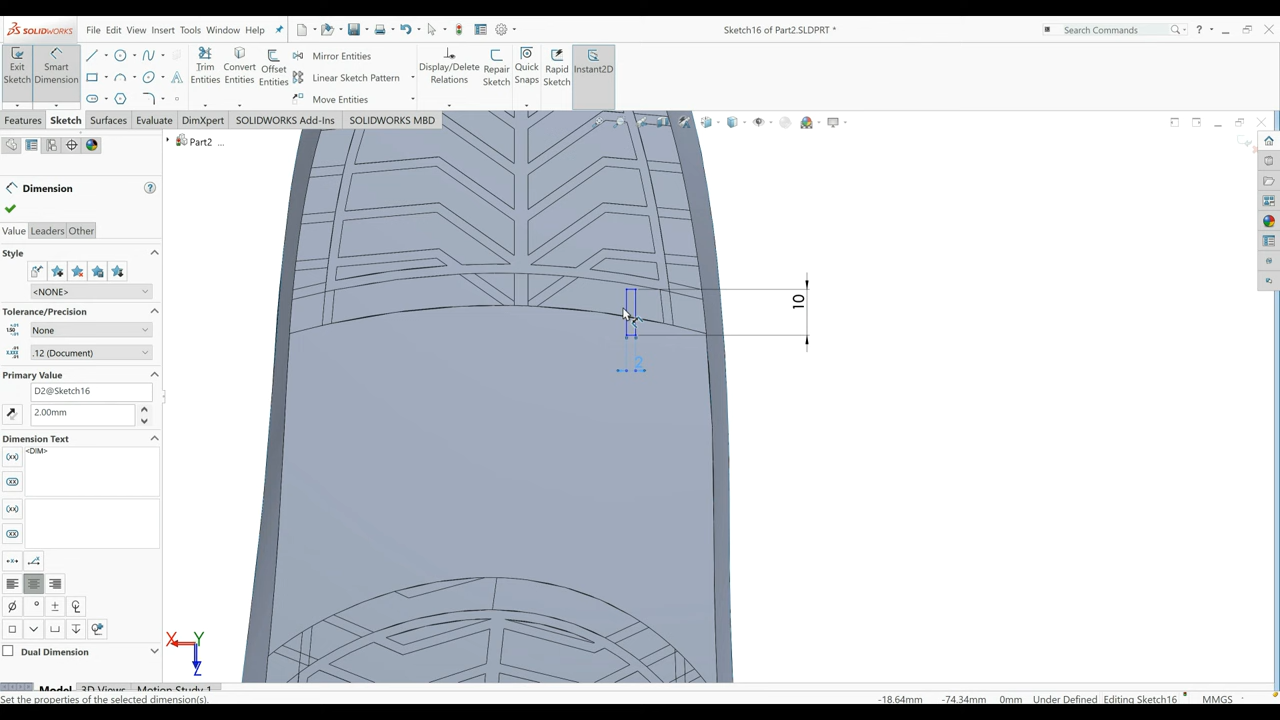 SOLIDWORKS File Edit View Insert Tools Window Sketch16 of Part2.SLDPRT * Search Commands ?
Exit Sketch
Smart Dimension
Trim Entities
Convert Entities
Offset Entities
Mirror Entities
Linear Sketch Pattern
Move Entities
Display/Delete Relations
Repair Sketch
Quick Snaps
Rapid Sketch
Instant2D
Features Sketch Surfaces Evaluate DimXpert SOLIDWORKS Add-Ins SOLIDWORKS MBD
Part2 ...
Dimension
Value Leaders Other
Style
<NONE>
Tolerance/Precision
None
.12 (Document)
Primary Value
D2@Sketch16
2.00mm
Dimension Text
<DIM>
Dual Dimension
10
2
X Y
Z
Model 3D Views Motion Study 1
Set the properties of the selected dimension(s). -18.64mm -74.34mm 0mm Under Defined Editing Sketch16 MMGS